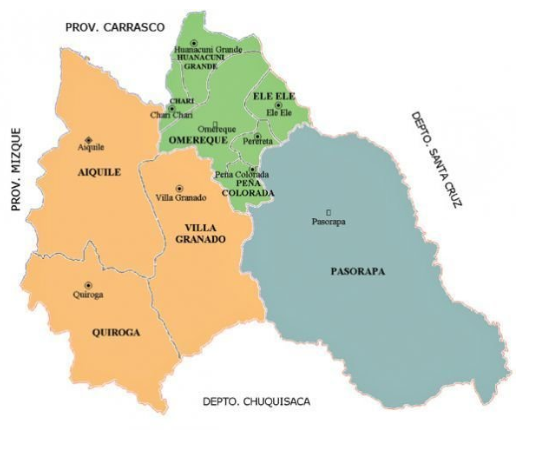 PROV. CARRASCO
Huanacuni Grande
HUANACUNI
GRANDE
CHARI
Chari Chari
ELE ELE
Ele Ele
Omereque
OMEREQUE
Perereta
Peña Colorada
PEÑA
COLORADA
PROV. MIZQUE
Aiquile
AIQUILE
Villa Granado
VILLA
GRANADO
DEPTO. SANTA CRUZ
Pasorapa
PASORAPA
Quiroga
QUIROGA
DEPTO. CHUQUISACA